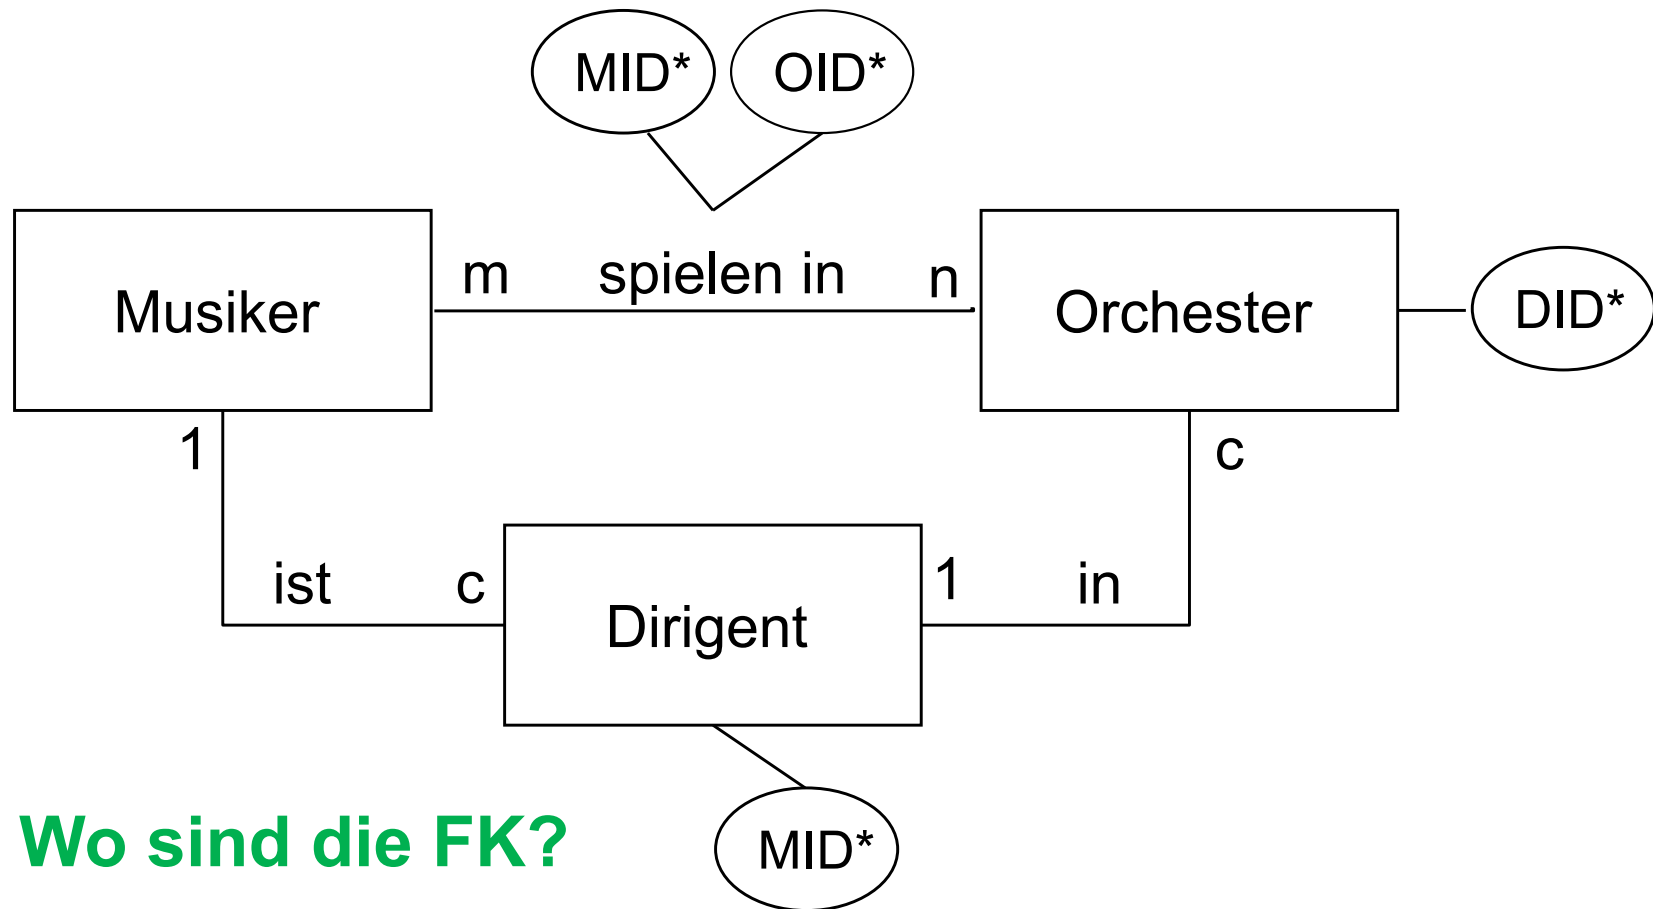 MID*
OID*
m
spielen in
n
Musiker
Orchester
DID*
1
c
ist
c
1
in
Dirigent
Wo sind die FK?
MID*